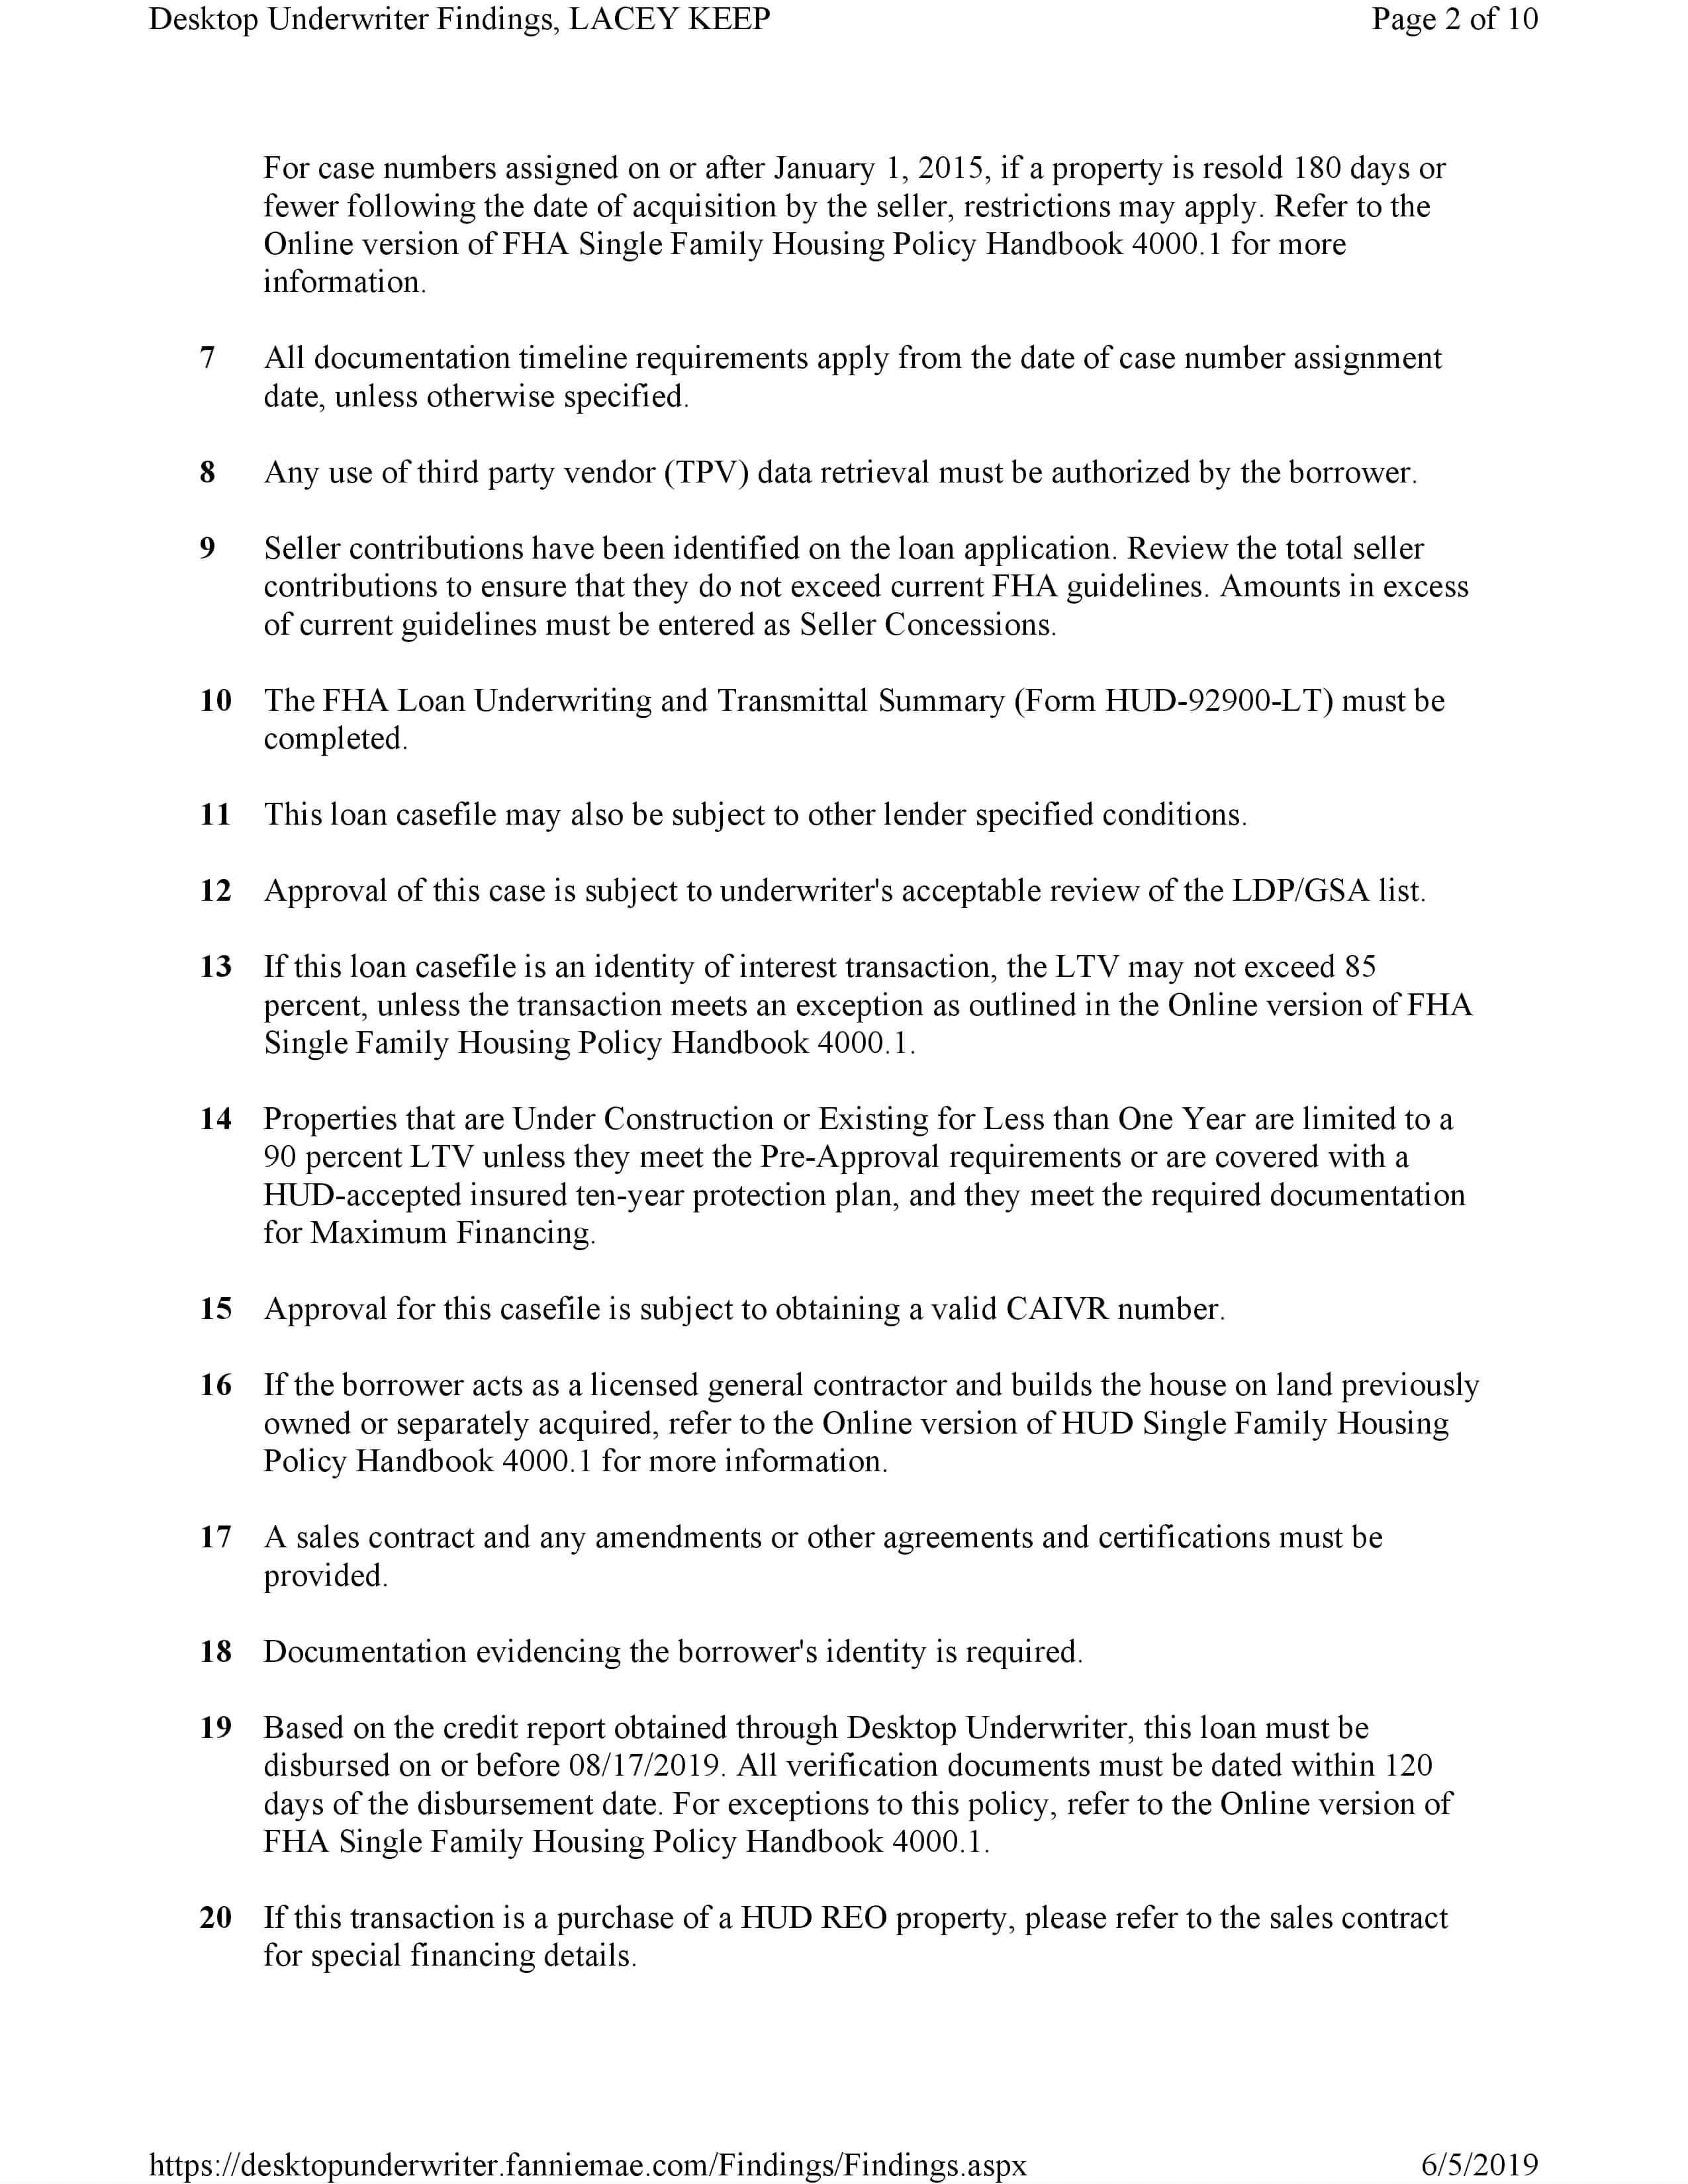 Desktop Underwriter Findings, LACEY KEEP Page 2 of 10
For case numbers assigned on or after January 1, 2015, if a property is resold 180 days or
fewer following the date of acquisition by the seller, restrictions may apply. Refer to the
Online version of FHA Single Family Housing Policy Handbook 4000.1 for more
information.
7 All documentation timeline requirements apply from the date of case number assignment
date, unless otherwise specified.
8 Any use of third party vendor (TPV) data retrieval must be authorized by the borrower.
9 Seller contributions have been identified on the loan application. Review the total seller
contributions to ensure that they do not exceed current FHA guidelines. Amounts in excess
of current guidelines must be entered as Seller Concessions.
10 The FHA Loan Underwriting and Transmittal Summary (Form HUD-92900-LT) must be
completed.
11 This loan casefile may also be subject to other lender specified conditions.
12 Approval of this case is subject to underwriter's acceptable review of the LDP/GSA list.
13 If this loan casefile is an identity of interest transaction, the LTV may not exceed 85
percent, unless the transaction meets an exception as outlined in the Online version of FHA
Single Family Housing Policy Handbook 4000.1.
14 Properties that are Under Construction or Existing for Less than One Year are limited to a
90 percent LTV unless they meet the Pre-Approval requirements or are covered with a
HUD-accepted insured ten-year protection plan, and they meet the required documentation
for Maximum Financing.
15 Approval for this casefile is subject to obtaining a valid CAIVR number.
16 If the borrower acts as a licensed general contractor and builds the house on land previously
owned or separately acquired, refer to the Online version of HUD Single Family Housing
Policy Handbook 4000.1 for more information.
17 A sales contract and any amendments or other agreements and certifications must be
provided.
18 Documentation evidencing the borrower's identity is required.
19 Based on the credit report obtained through Desktop Underwriter, this loan must be
disbursed on or before 08/17/2019. All verification documents must be dated within 120
days of the disbursement date. For exceptions to this policy, refer to the Online version of
FHA Single Family Housing Policy Handbook 4000.1.
20 If this transaction is a purchase of a HUD REO property, please refer to the sales contract
for special financing details.
https://desktopunderwriter.fanniemae.com/Findings/Findings.aspx 6/5/2019